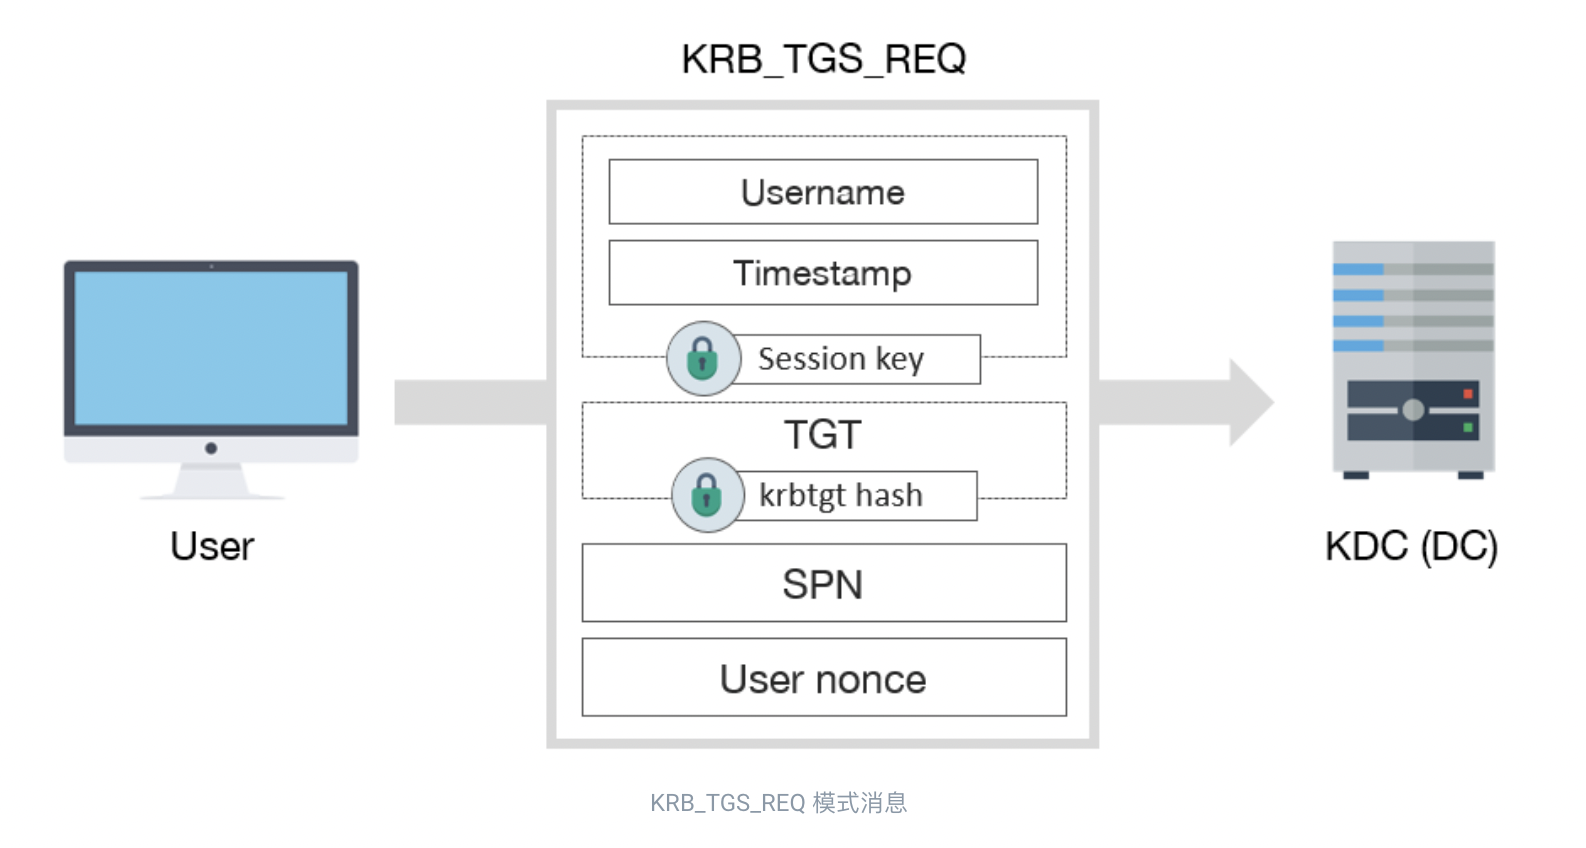 KRB_TGS_REQ
Username
Timestamp
Session key
TGT
krbtgt hash
SPN
User nonce
User
KDC (DC)
KRB_TGS_REQ 模式消息